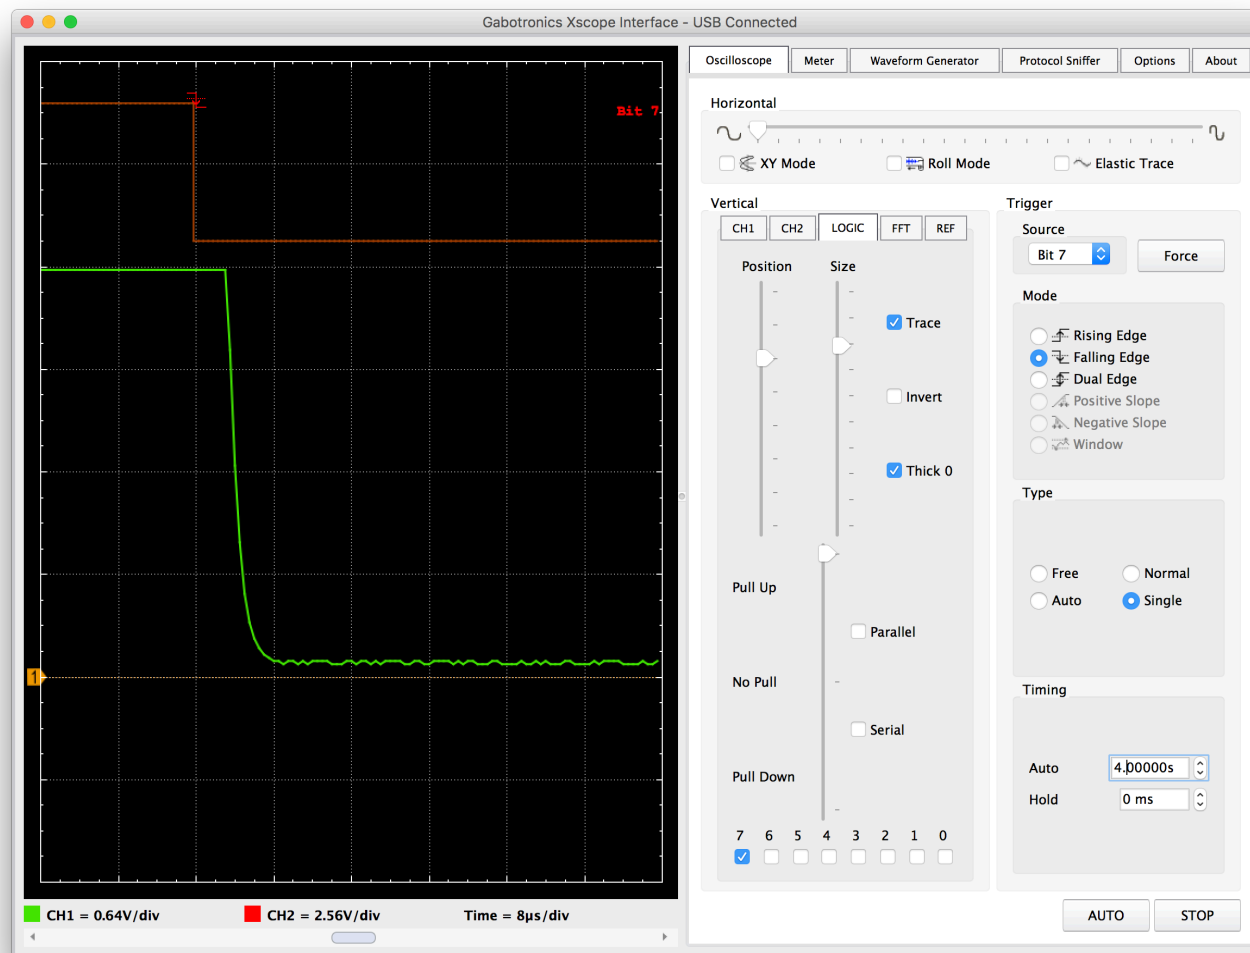 Gabotronics Xscope Interface - USB Connected
Oscilloscope Meter Waveform Generator Protocol Sniffer Options About
Bit 7
Horizontal
XY Mode Roll Mode Elastic Trace
Vertical
CH1 CH2 LOGIC FFT REF
Position Size
Trace
Invert
Thick 0
Pull Up
Parallel
No Pull
Serial
Pull Down
7 6 5 4 3 2 1 0
Trigger
Source
Bit 7 Force
Mode
Rising Edge
Falling Edge
Dual Edge
Positive Slope
Negative Slope
Window
Type
Free Normal
Auto Single
Timing
Auto 4.00000s
Hold 0 ms
1
CH1 = 0.64V/div CH2 = 2.56V/div Time = 8µs/div
AUTO STOP